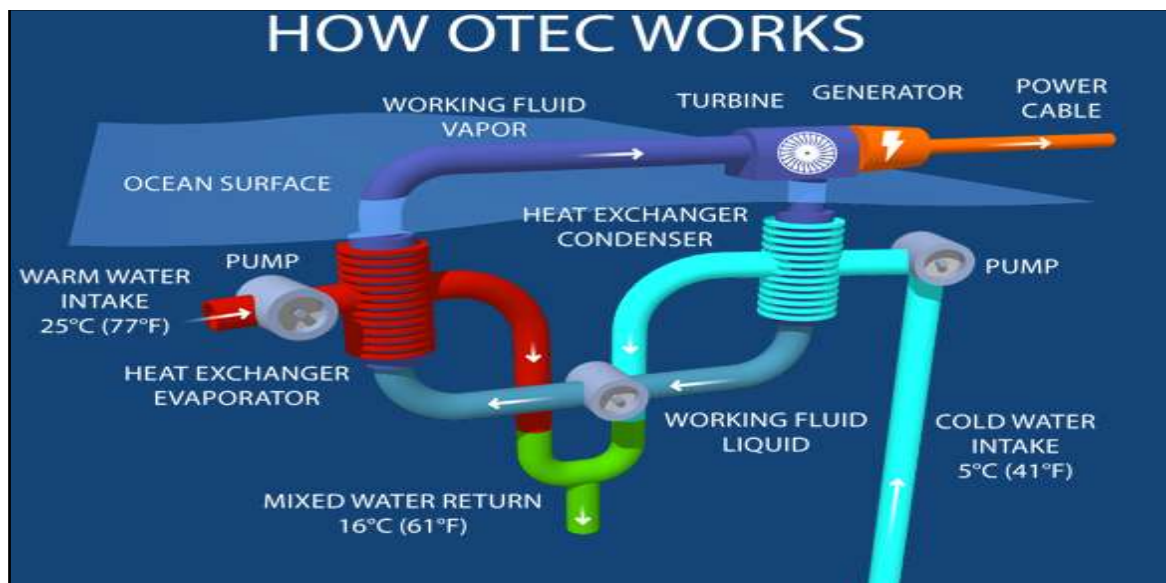 HOW OTEC WORKS
WORKING FLUID
VAPOR
TURBINE
GENERATOR
POWER
CABLE
OCEAN SURFACE
HEAT EXCHANGER
CONDENSER
PUMP
PUMP
WARM WATER
INTAKE
25°C (77°F)
HEAT EXCHANGER
EVAPORATOR
WORKING FLUID
LIQUID
COLD WATER
INTAKE
5°C (41°F)
MIXED WATER RETURN
16°C (61°F)